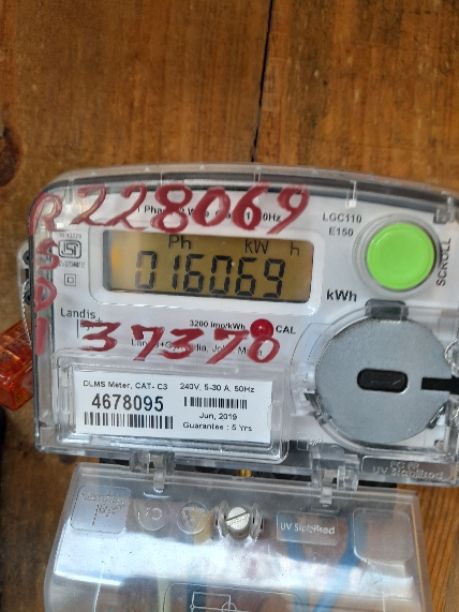 228069
LGC110
E150
Ph kW h
016069
SCROLL
kWh
Landis
3200 imp/kWh CAL
37370
DLMS Meter, CAT- C3 240V, 5-30 A, 50Hz
4678095
Jun, 2019
Guarantee : 5 Yrs
UV Stabilized